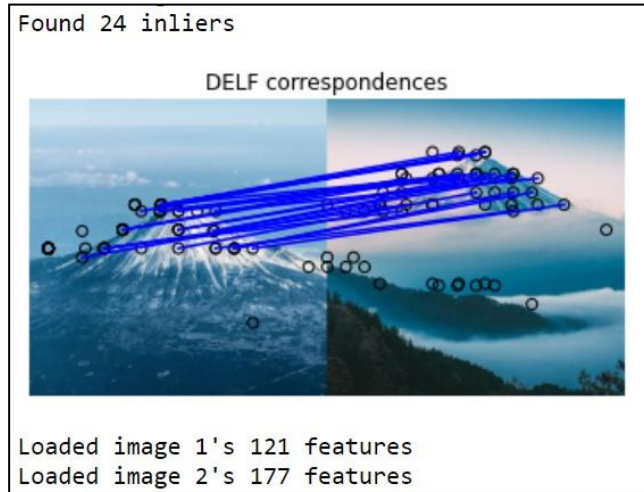 Found 24 inliers
DELF correspondences
Loaded image 1's 121 features
Loaded image 2's 177 features